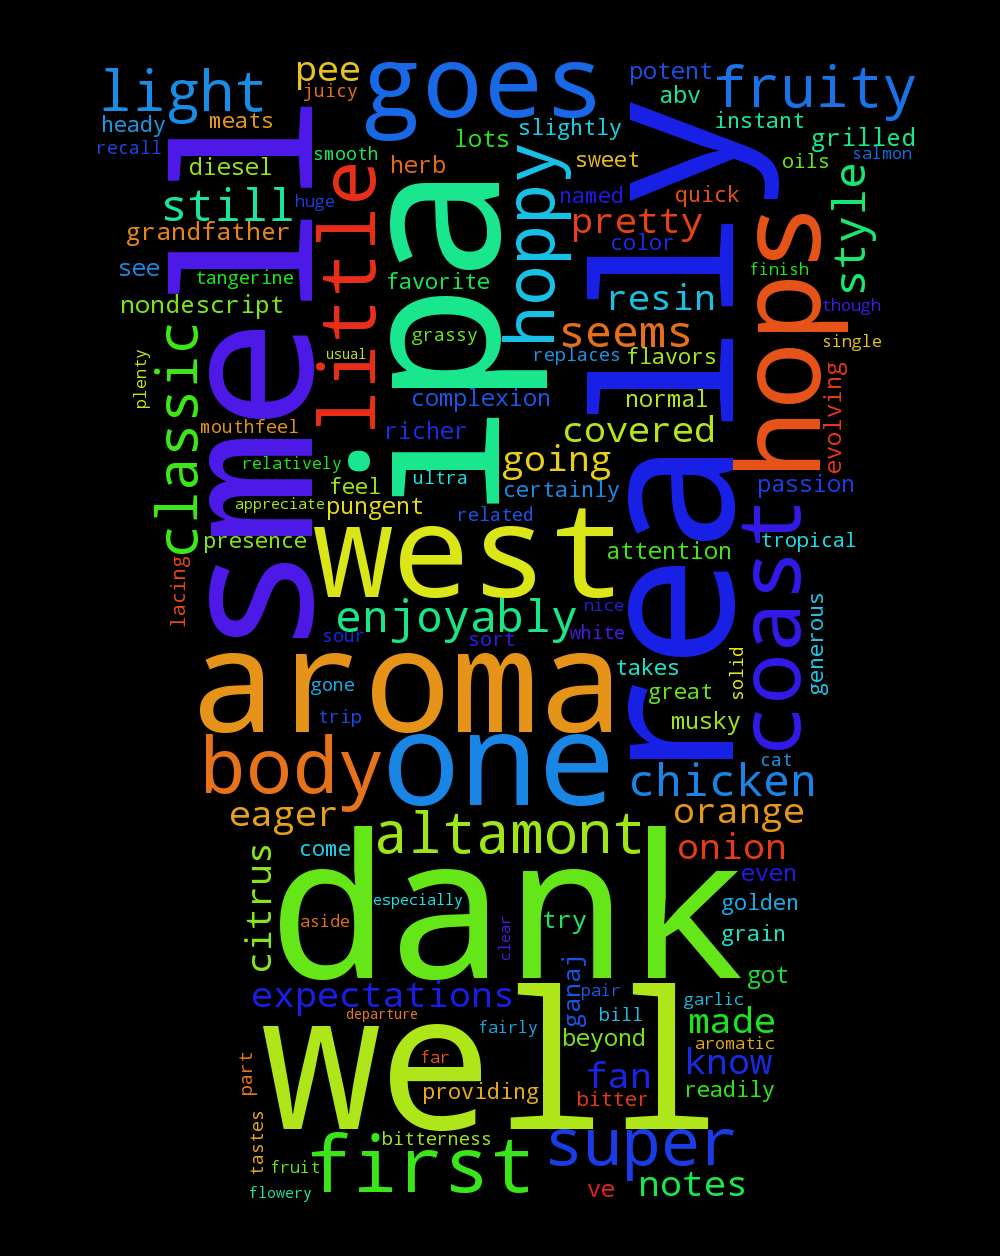 light
pee
goes
potent
fruity
juicy
abv
heady
meats
lots
slightly
instant
grilled
recall
smell
diesel
smooth
herb
hoppy
sweet
really
oils
salmon
still
huge
little
ipa
named
quick
hops
style
grandfather
pretty
color
see
tangerine
favorite
resin
finish
nondescript
though
classic
grassy
seems
single
plenty
usual
replaces
flavors
evolving
complexion
normal
mouthfeel
richer
covered
relatively
going
feel
ultra
certainly
passion
appreciate
pungent
related
coast
presence
west
attention
tropical
lacing
enjoyably
nice
generous
sour
sort
white
aroma
gone
takes
solid
trip
great
musky
body
one
cat
chicken
eager
orange
altamont
come
onion
citrus
dank
even
especially
golden
aside
try
clear
grain
got
expectations
ganaj
pair
garlic
departure
well
fairly
bill
made
beyond
aromatic
far
know
part
providing
fan
readily
bitter
tastes
bitterness
first
super
fruit
flowery
ve
notes